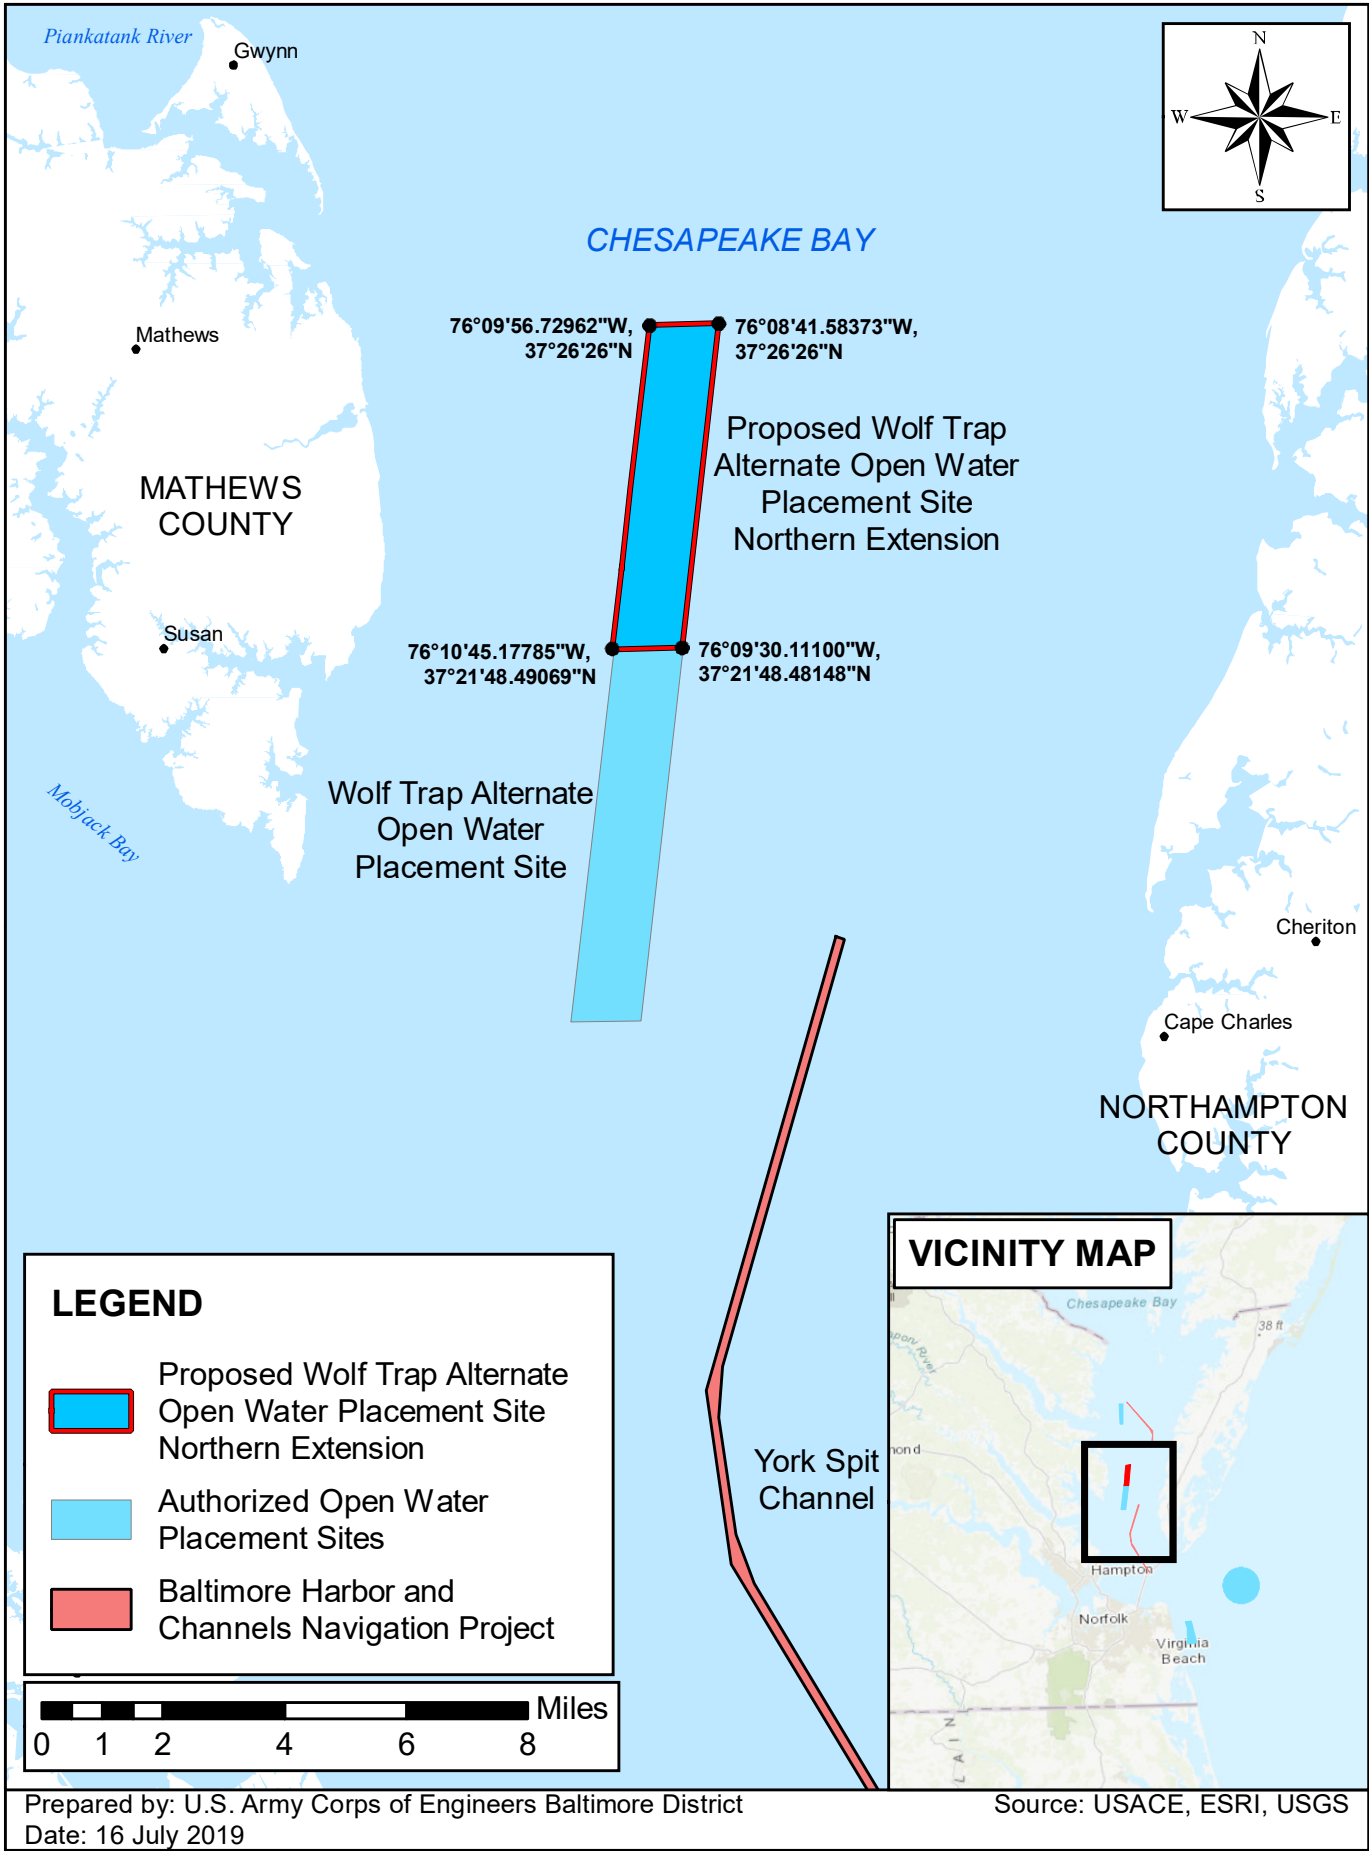 Piankatank River
Gwynn
N
W
E
S
CHESAPEAKE BAY
76°09'56.72962"W,
37°26'26"N
76°08'41.58373"W,
37°26'26"N
Mathews
Proposed Wolf Trap
Alternate Open Water
Placement Site
Northern Extension
MATHEWS
COUNTY
Susan
76°10'45.17785"W,
37°21'48.49069"N
76°09'30.11100"W,
37°21'48.48148"N
Mobjack Bay
Wolf Trap Alternate
Open Water
Placement Site
Cheriton
Cape Charles
NORTHAMPTON
COUNTY
York Spit
Channel
LEGEND
Proposed Wolf Trap Alternate
Open Water Placement Site
Northern Extension
Authorized Open Water
Placement Sites
Baltimore Harbor and
Channels Navigation Project
Miles
0 1 2 4 6 8
VICINITY MAP
Chesapeake Bay
38 ft
River
mond
Hampton
Norfolk
Virginia
Beach
LAIN
Prepared by: U.S. Army Corps of Engineers Baltimore District
Source: USACE, ESRI, USGS
Date: 16 July 2019